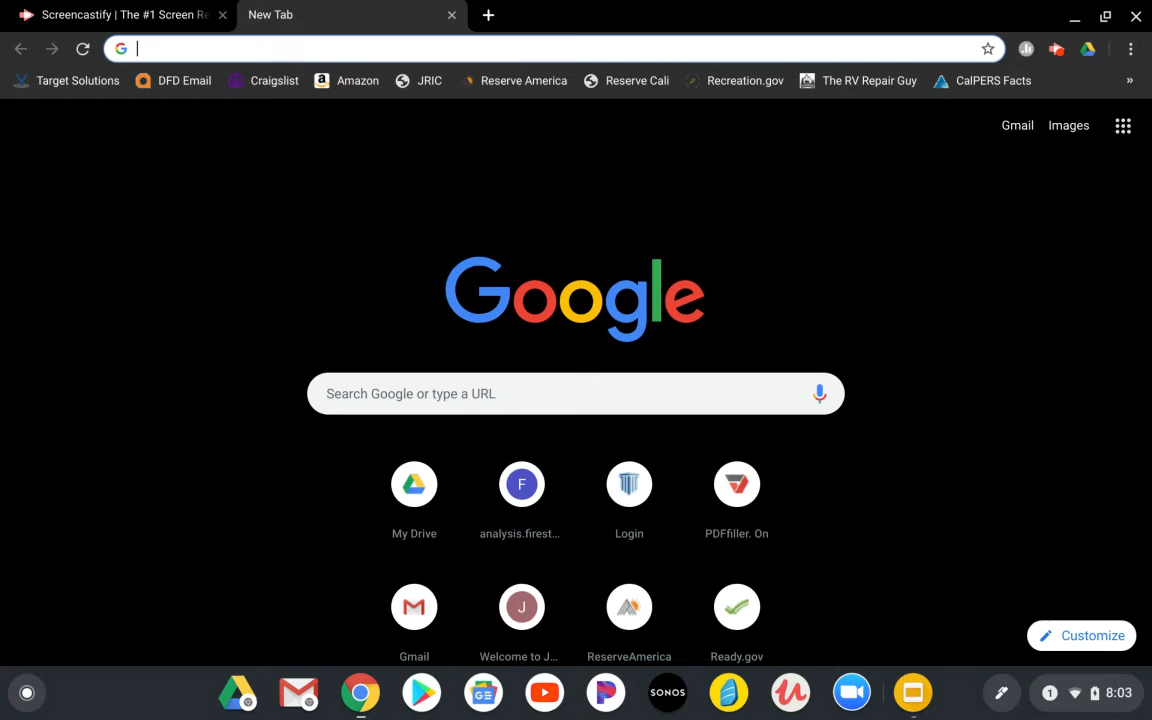 Screencastify | The #1 Screen Re
New Tab
Target Solutions
DFD Email
Craigslist
Amazon
JRIC
Reserve America
Reserve Cali
Recreation.gov
The RV Repair Guy
CalPERS Facts
»
Gmail
Images
Google
Search Google or type a URL
F
My Drive
analysis.firest...
Login
PDFfiller. On
J
Gmail
Welcome to J...
ReserveAmerica
Ready.gov
Customize
GE
SONOS
1
8:03